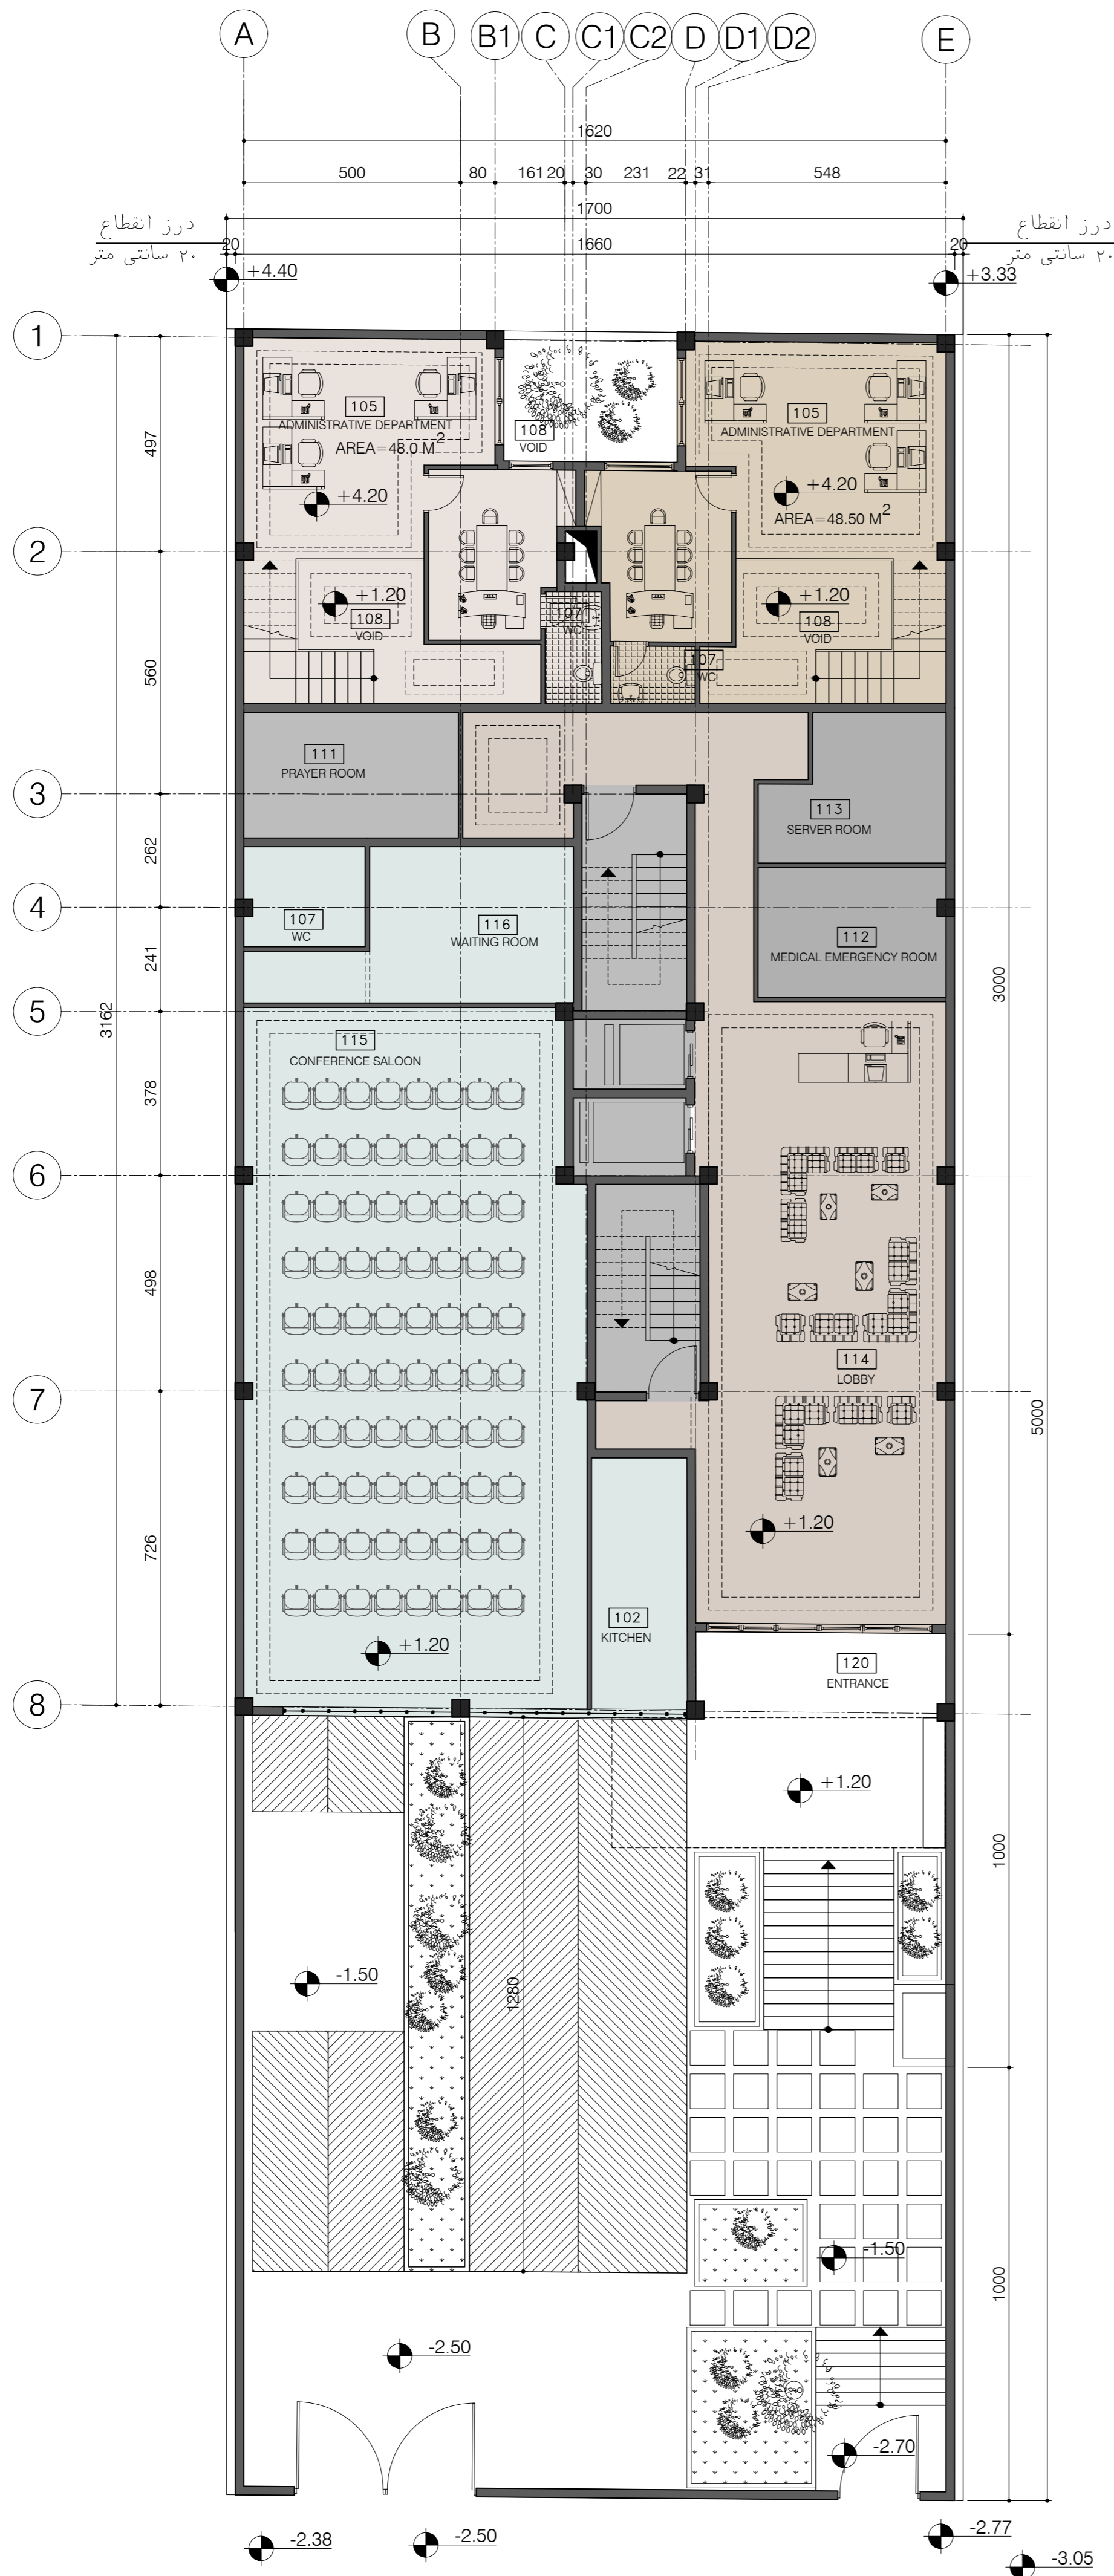 A B B1 C C1 C2 D D1 D2 E
1620
500 80 161 20 30 231 22 31 548
1700
درز انقطاع
۲۰ سانتی متر
درز انقطاع
۲۰ سانتی متر
20 1660 20
+4.40
+3.33
1
105
ADMINISTRATIVE DEPARTMENT
AREA=48.0 M2
+4.20
108
VOID
105
ADMINISTRATIVE DEPARTMENT
+4.20
AREA=48.50 M2
497
2
+1.20
108
VOID
107
WC
+1.20
108
VOID
107
WC
560
111
PRAYER ROOM
3
113
SERVER ROOM
262
4
107
WC
116
WAITING ROOM
112
MEDICAL EMERGENCY ROOM
241
3000
5
3162
115
CONFERENCE SALOON
378
6
498
114
LOBBY
7
5000
+1.20
726
102
KITCHEN
+1.20
120
ENTRANCE
8
+1.20
1000
-1.50
1280
-1.50
1000
-2.50
-2.70
-2.38
-2.50
-2.77
-3.05